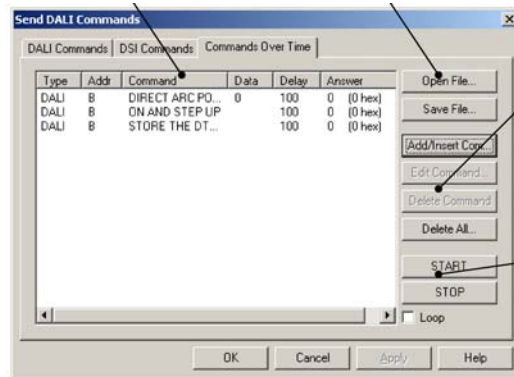 Send DALI Commands
DALI Commands DSI Commands Commands Over Time
Type Addr Command Data Delay Answer
DALI B DIRECT ARC PO... 0 100 0 (0 hex)
DALI B ON AND STEP UP 100 0 (0 hex)
DALI B STORE THE DT... 100 0 (0 hex)
Open File...
Save File...
Add/Insert Com...
Edit Command...
Delete Command
Delete All...
START
STOP
Loop
OK Cancel Apply Help